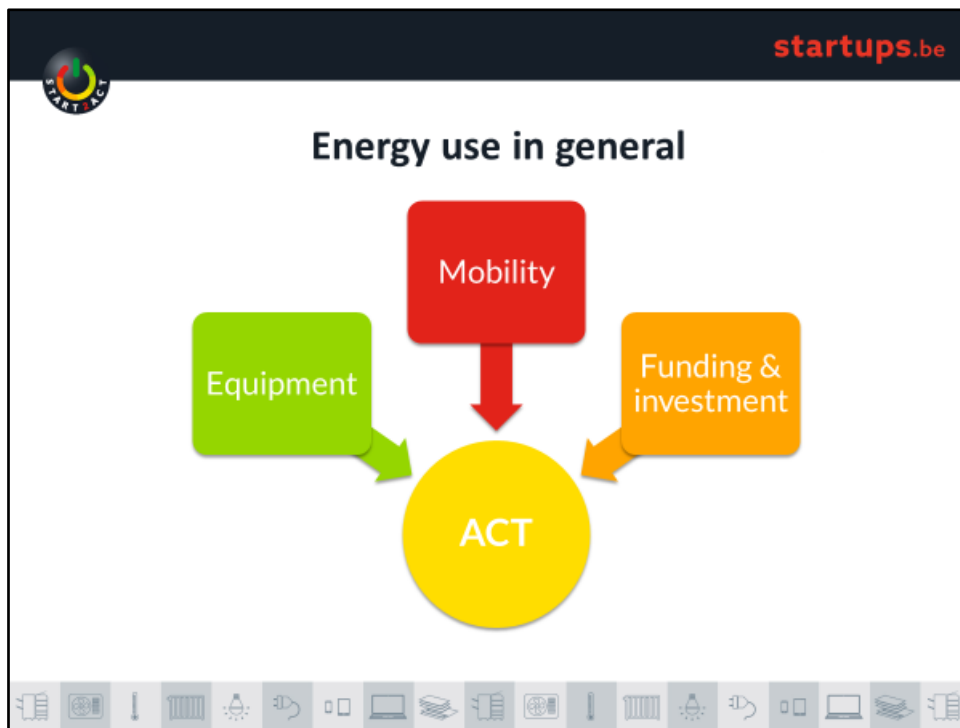 startups.be
START2ACT
Energy use in general
Mobility
Equipment
Funding &
investment
ACT